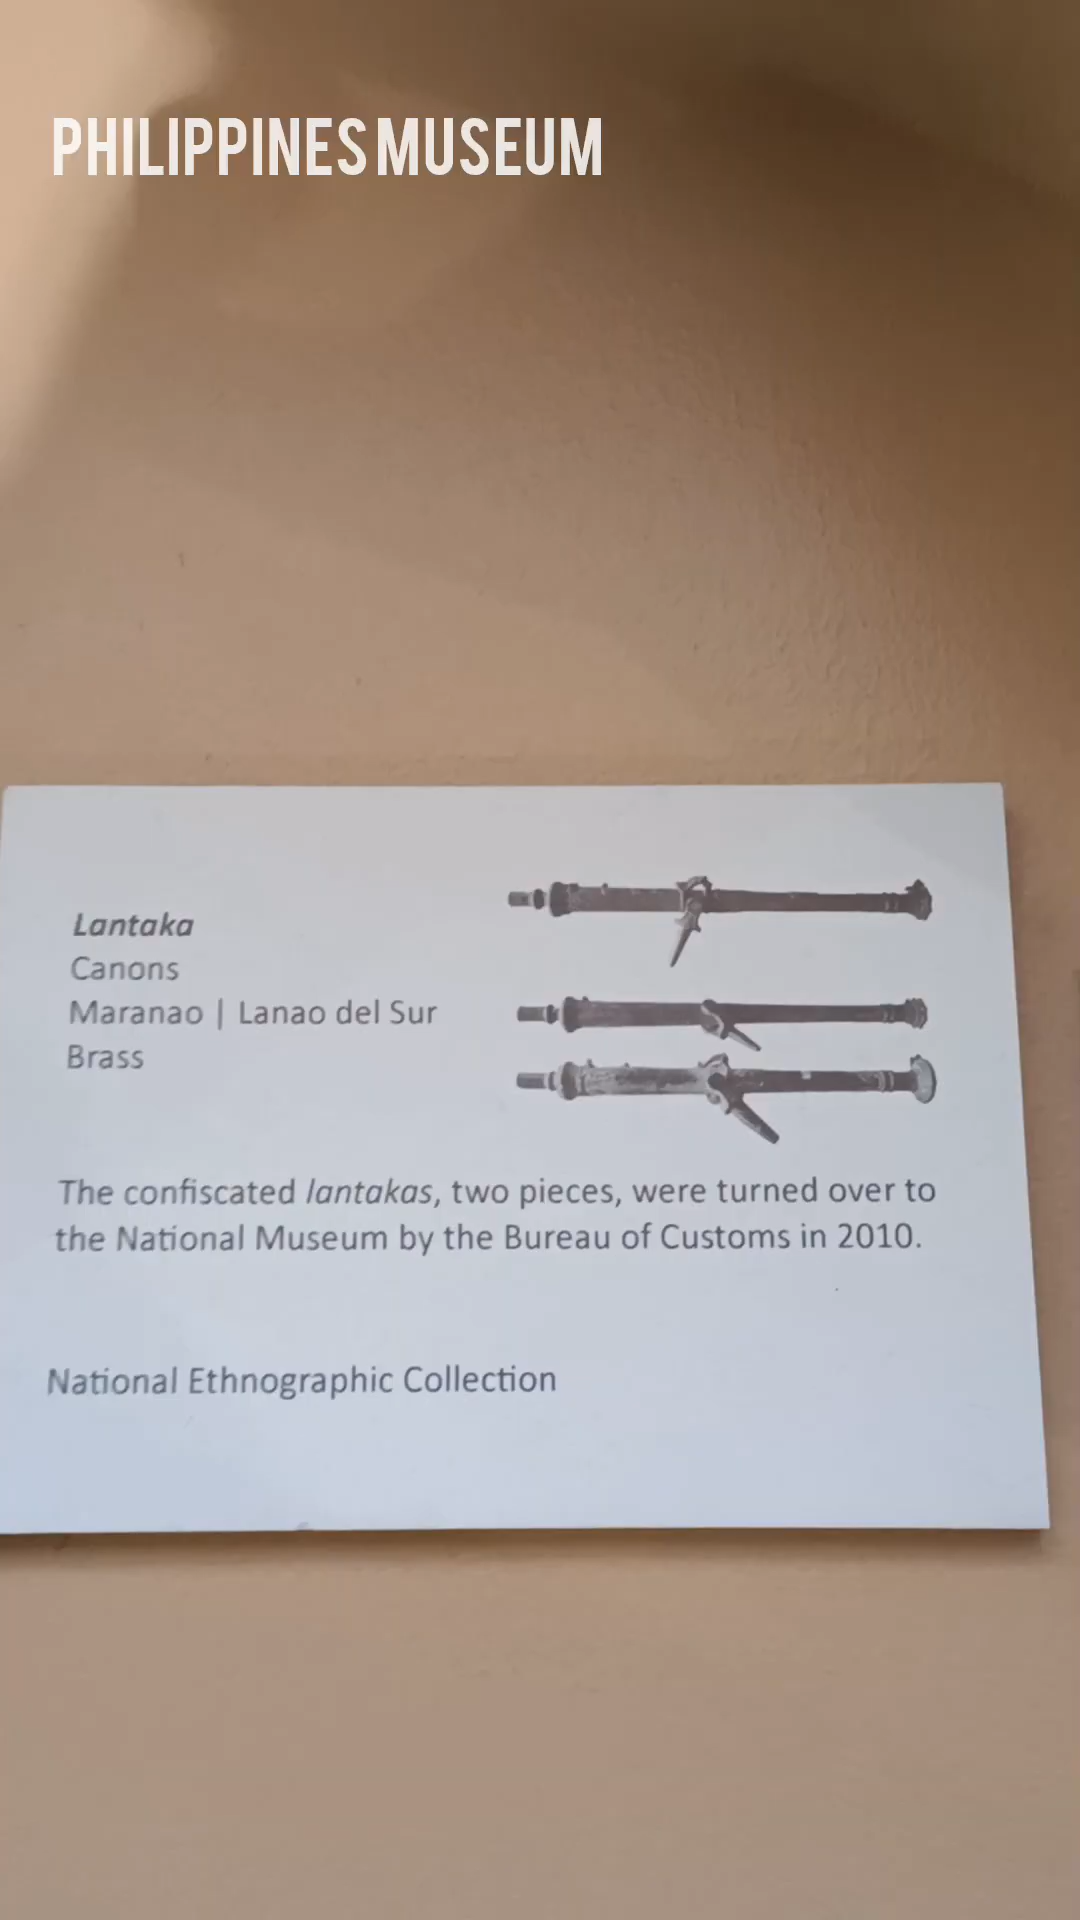 PHILIPPINES MUSEUM
Lantaka
Canons
Maranao | Lanao del Sur
Brass
The confiscated lantakas, two pieces, were turned over to
the National Museum by the Bureau of Customs in 2010.
National Ethnographic Collection